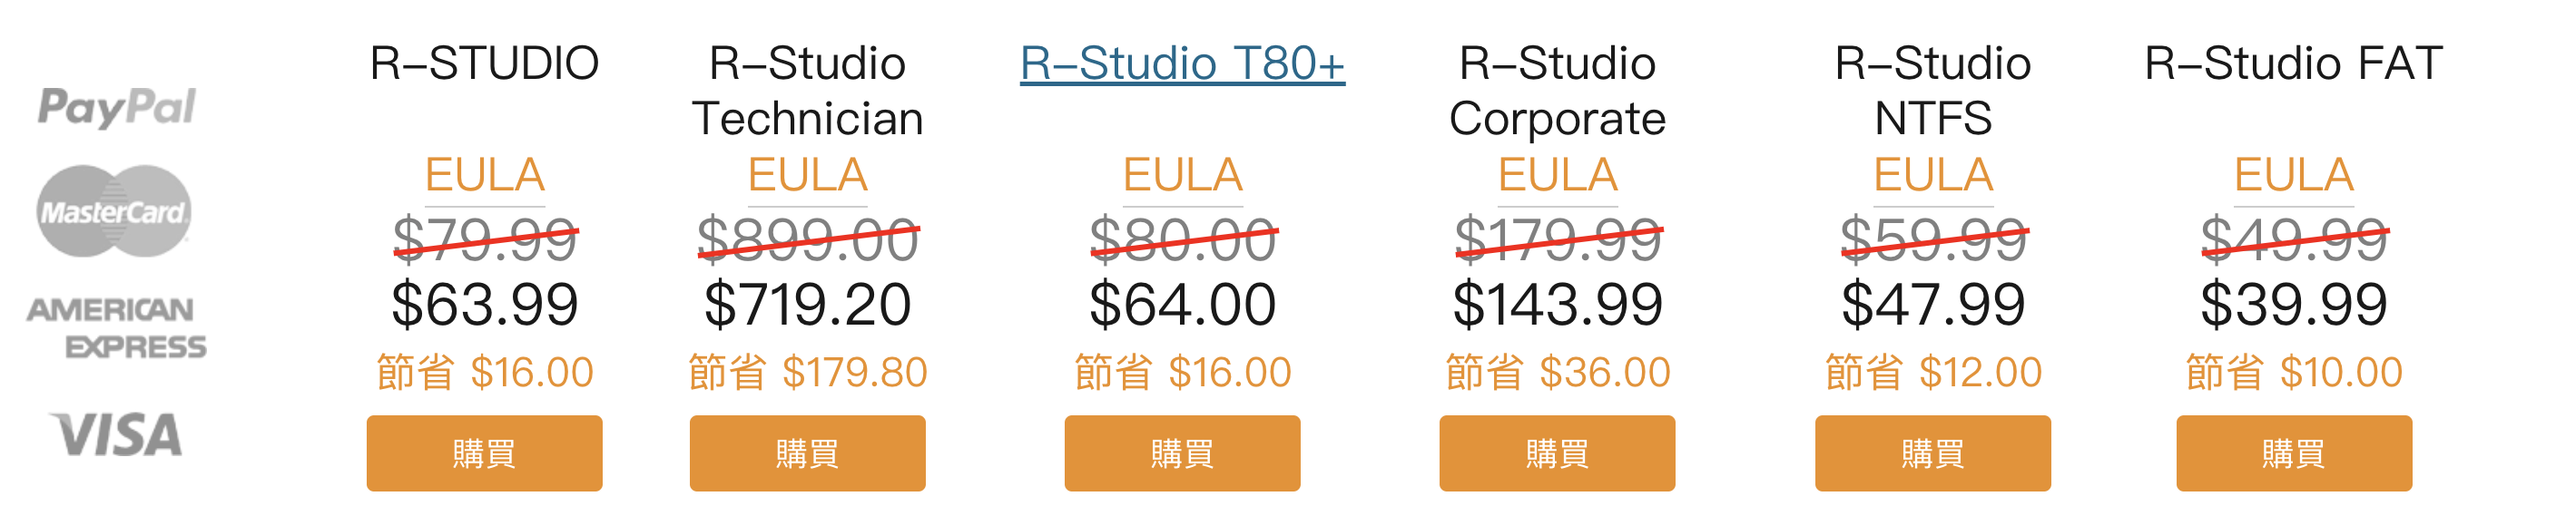 PayPal
MasterCard
AMERICAN
EXPRESS
VISA
R-STUDIO
EULA
$79.99
$63.99
節省 $16.00
購買
R-Studio
Technician
EULA
$899.00
$719.20
節省 $179.80
購買
R-Studio T80+
EULA
$80.00
$64.00
節省 $16.00
購買
R-Studio
Corporate
EULA
$179.99
$143.99
節省 $36.00
購買
R-Studio
NTFS
EULA
$59.99
$47.99
節省 $12.00
購買
R-Studio FAT
EULA
$49.99
$39.99
節省 $10.00
購買